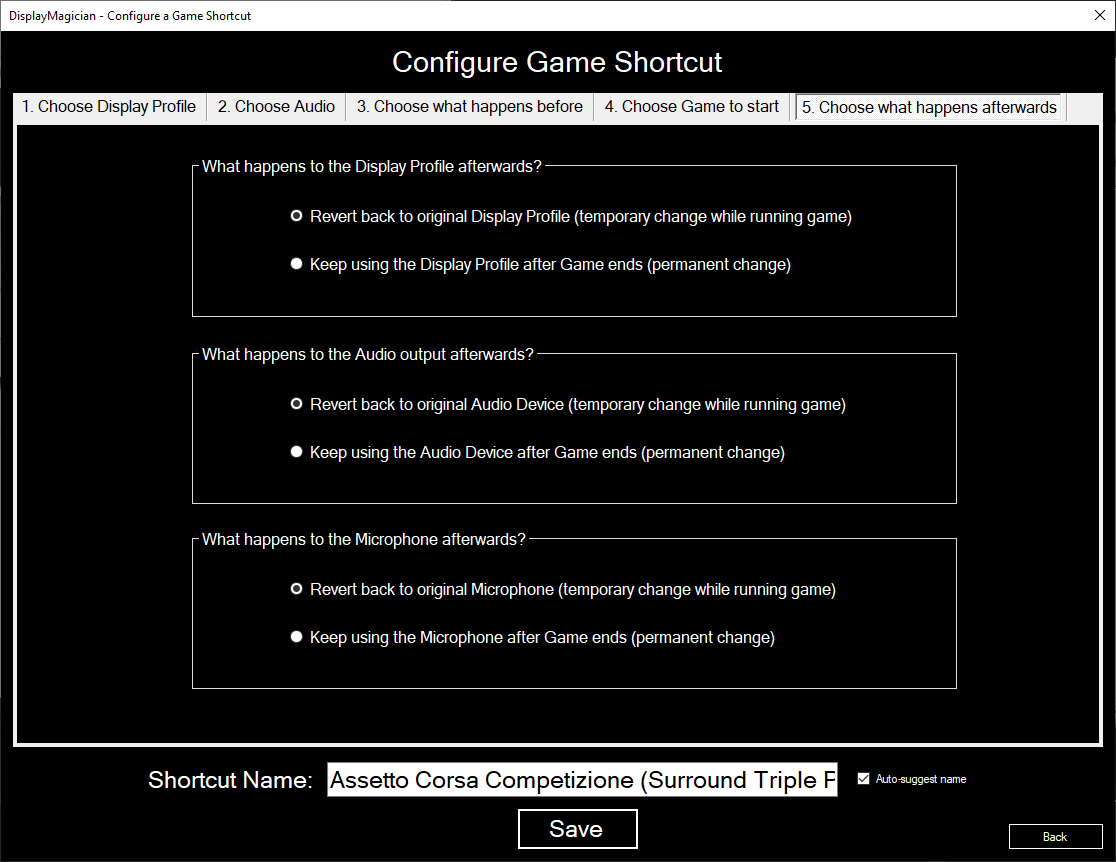 DisplayMagician - Configure a Game Shortcut
Configure Game Shortcut
1. Choose Display Profile
2. Choose Audio
3. Choose what happens before
4. Choose Game to start
5. Choose what happens afterwards
What happens to the Display Profile afterwards?
Revert back to original Display Profile (temporary change while running game)
Keep using the Display Profile after Game ends (permanent change)
What happens to the Audio output afterwards?
Revert back to original Audio Device (temporary change while running game)
Keep using the Audio Device after Game ends (permanent change)
What happens to the Microphone afterwards?
Revert back to original Microphone (temporary change while running game)
Keep using the Microphone after Game ends (permanent change)
Shortcut Name:
Assetto Corsa Competizione (Surround Triple
Auto-suggest name
Save
Back